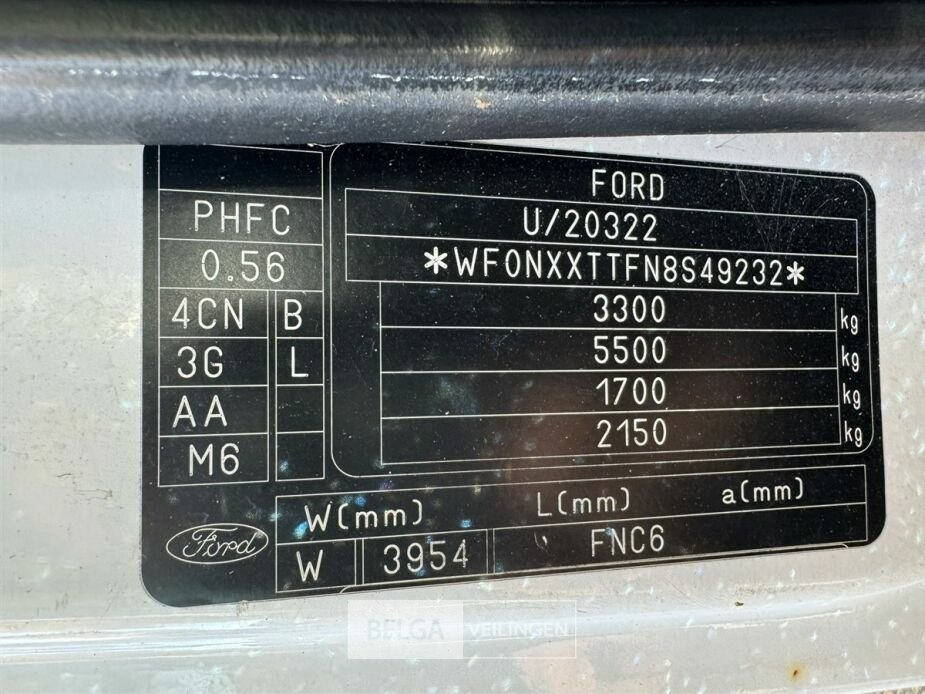 FORD
U/20322
*WF0NXXTTFN8S49232*
3300 kg
5500 kg
1700 kg
2150 kg
PHFC
0.56
4CN B
3G L
AA
M6
W(mm) L(mm) a(mm)
W 3954 FNC6
Ford
BELGA VEILINGEN